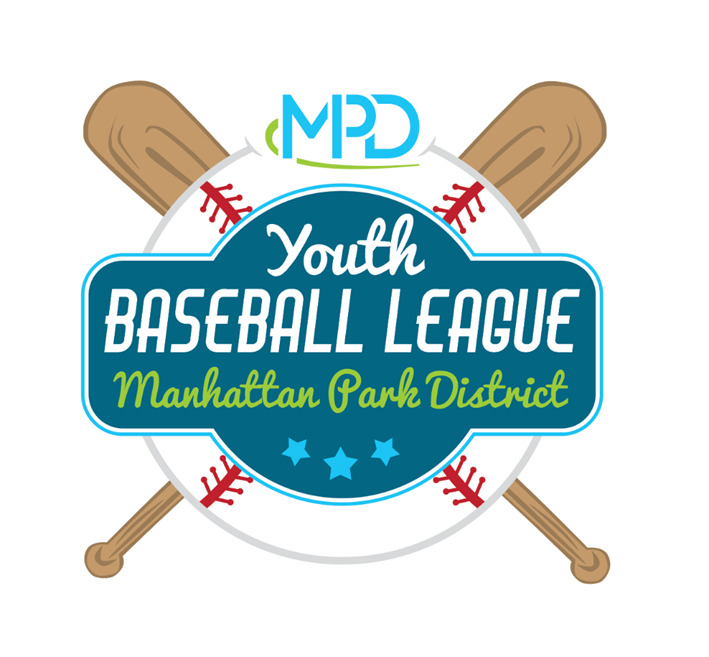 MPD
Youth
BASEBALL LEAGUE
Manhattan Park District